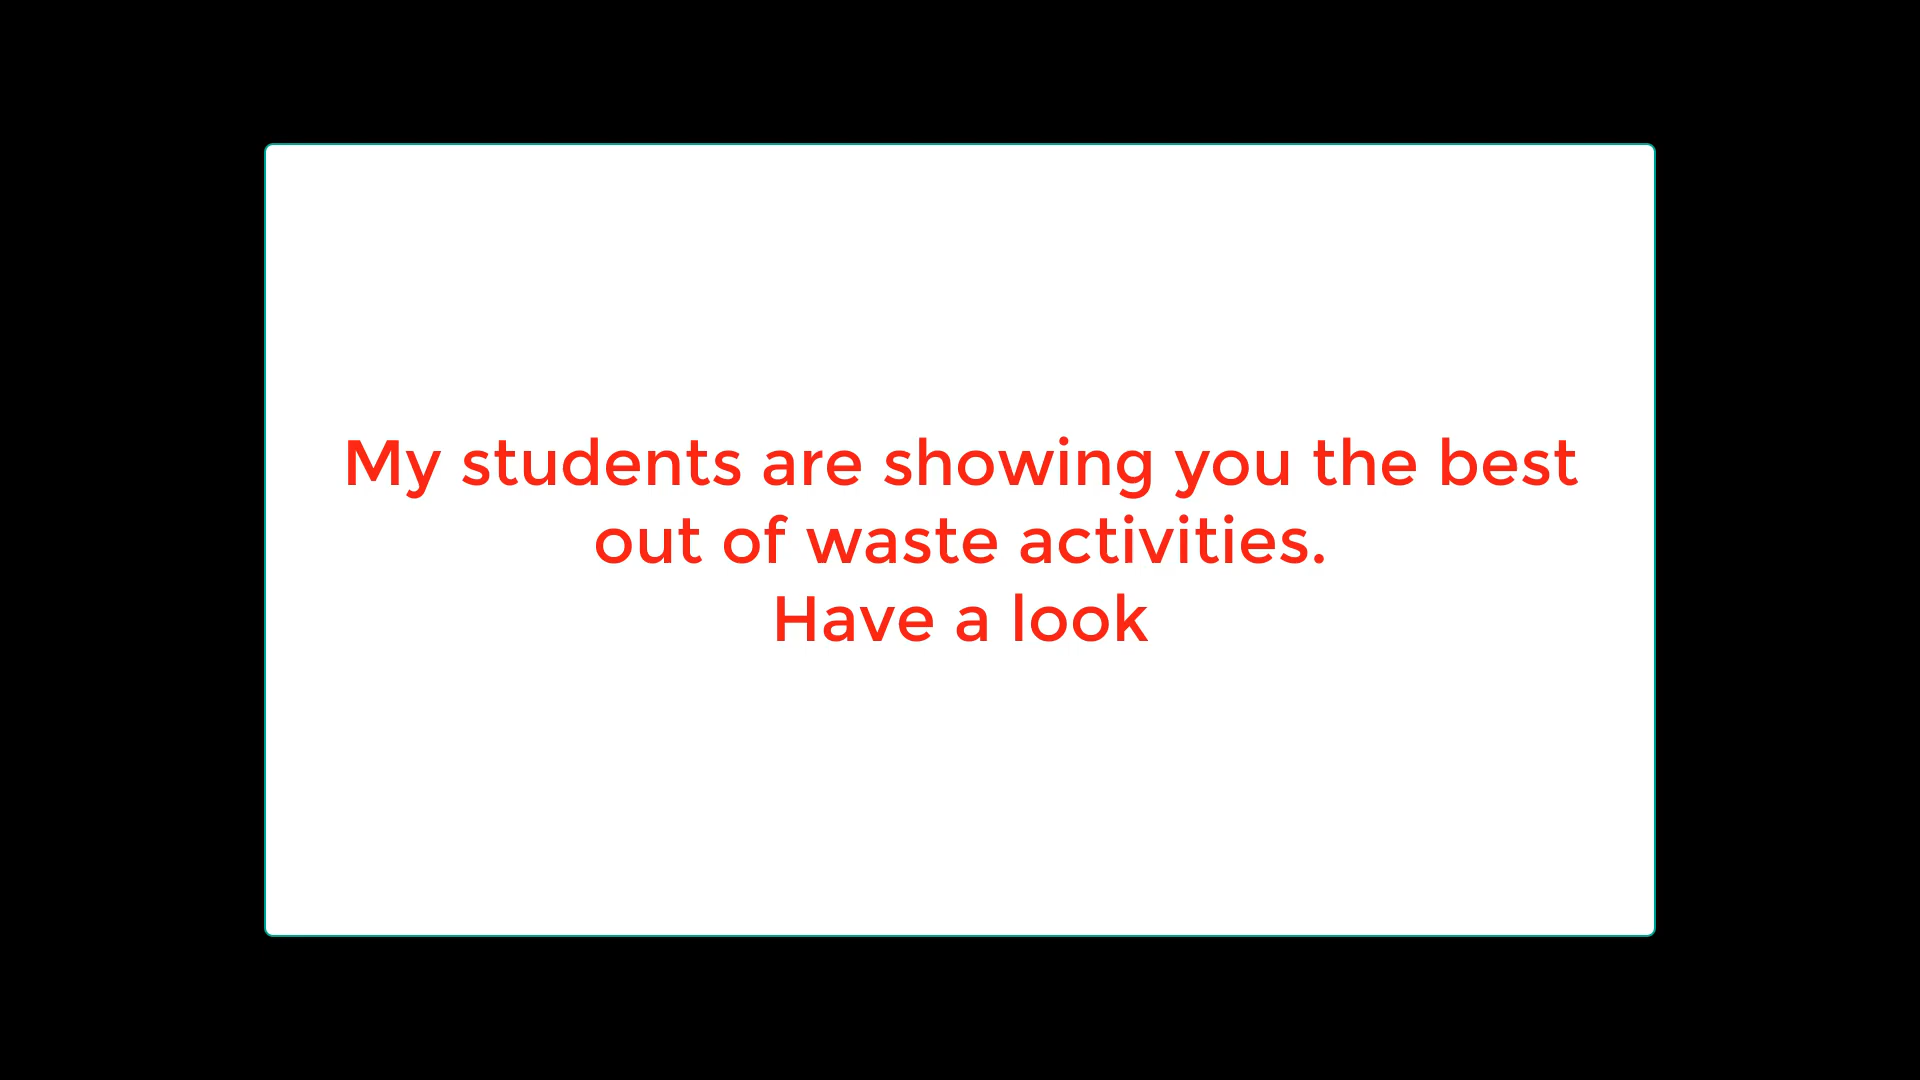 My students are showing you the best
out of waste activities.
Have a look